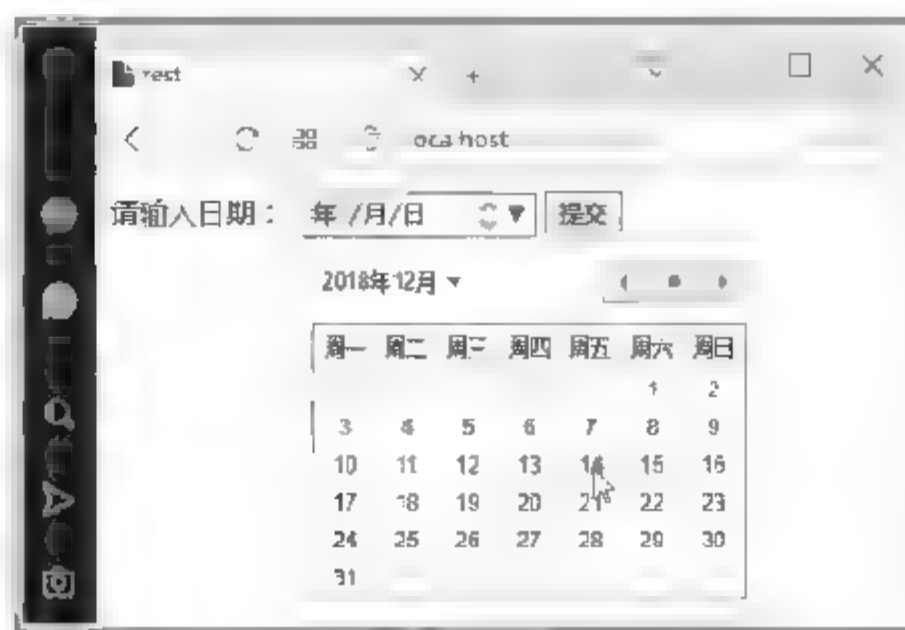 test
localhost
请输入日期： 年 /月/日 提交
2018年12月
周一 周二 周三 周四 周五 周六 周日
1 2
3 4 5 6 7 8 9
10 11 12 13 14 15 16
17 18 19 20 21 22 23
24 25 26 27 28 29 30
31